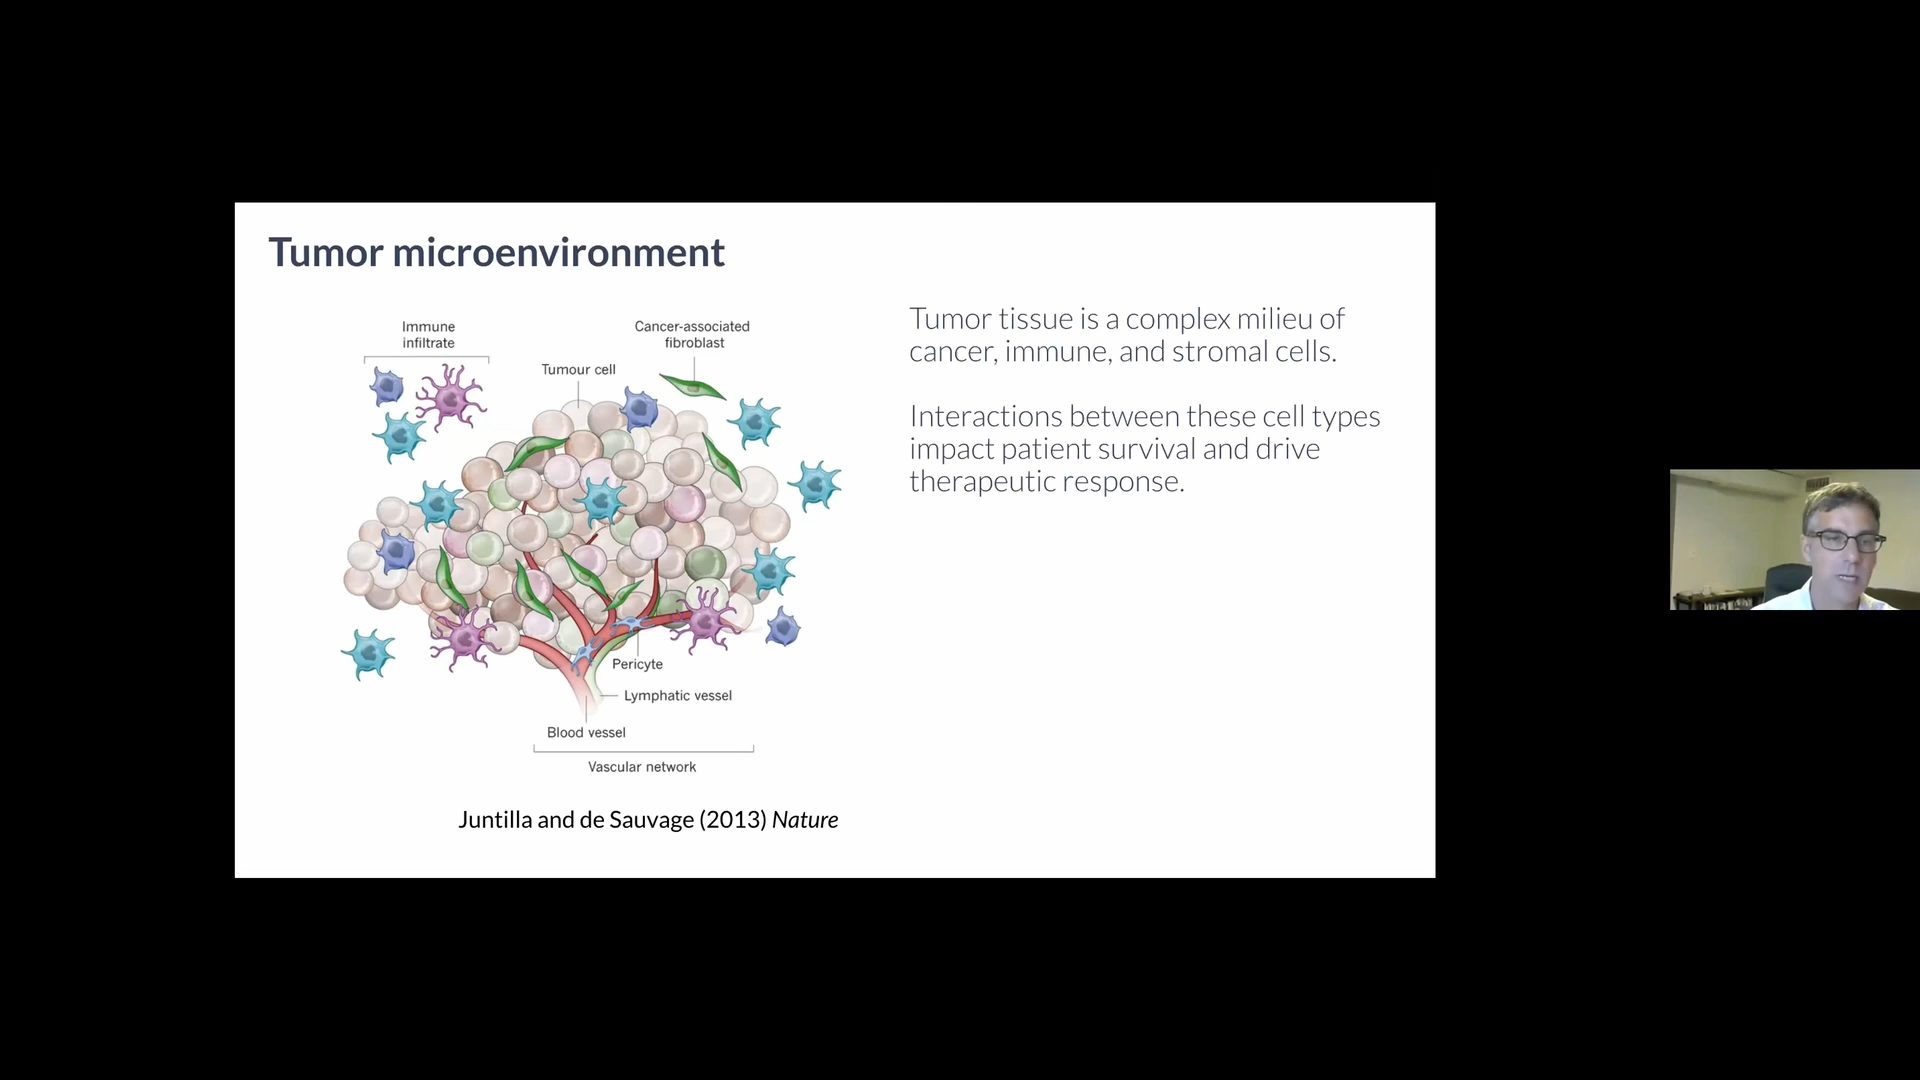 Tumor microenvironment
Immune
infiltrate
Cancer-associated
fibroblast
Tumour cell
Pericyte
Lymphatic vessel
Blood vessel
Vascular network
Juntilla and de Sauvage (2013) Nature
Tumor tissue is a complex milieu of
cancer, immune, and stromal cells.
Interactions between these cell types
impact patient survival and drive
therapeutic response.